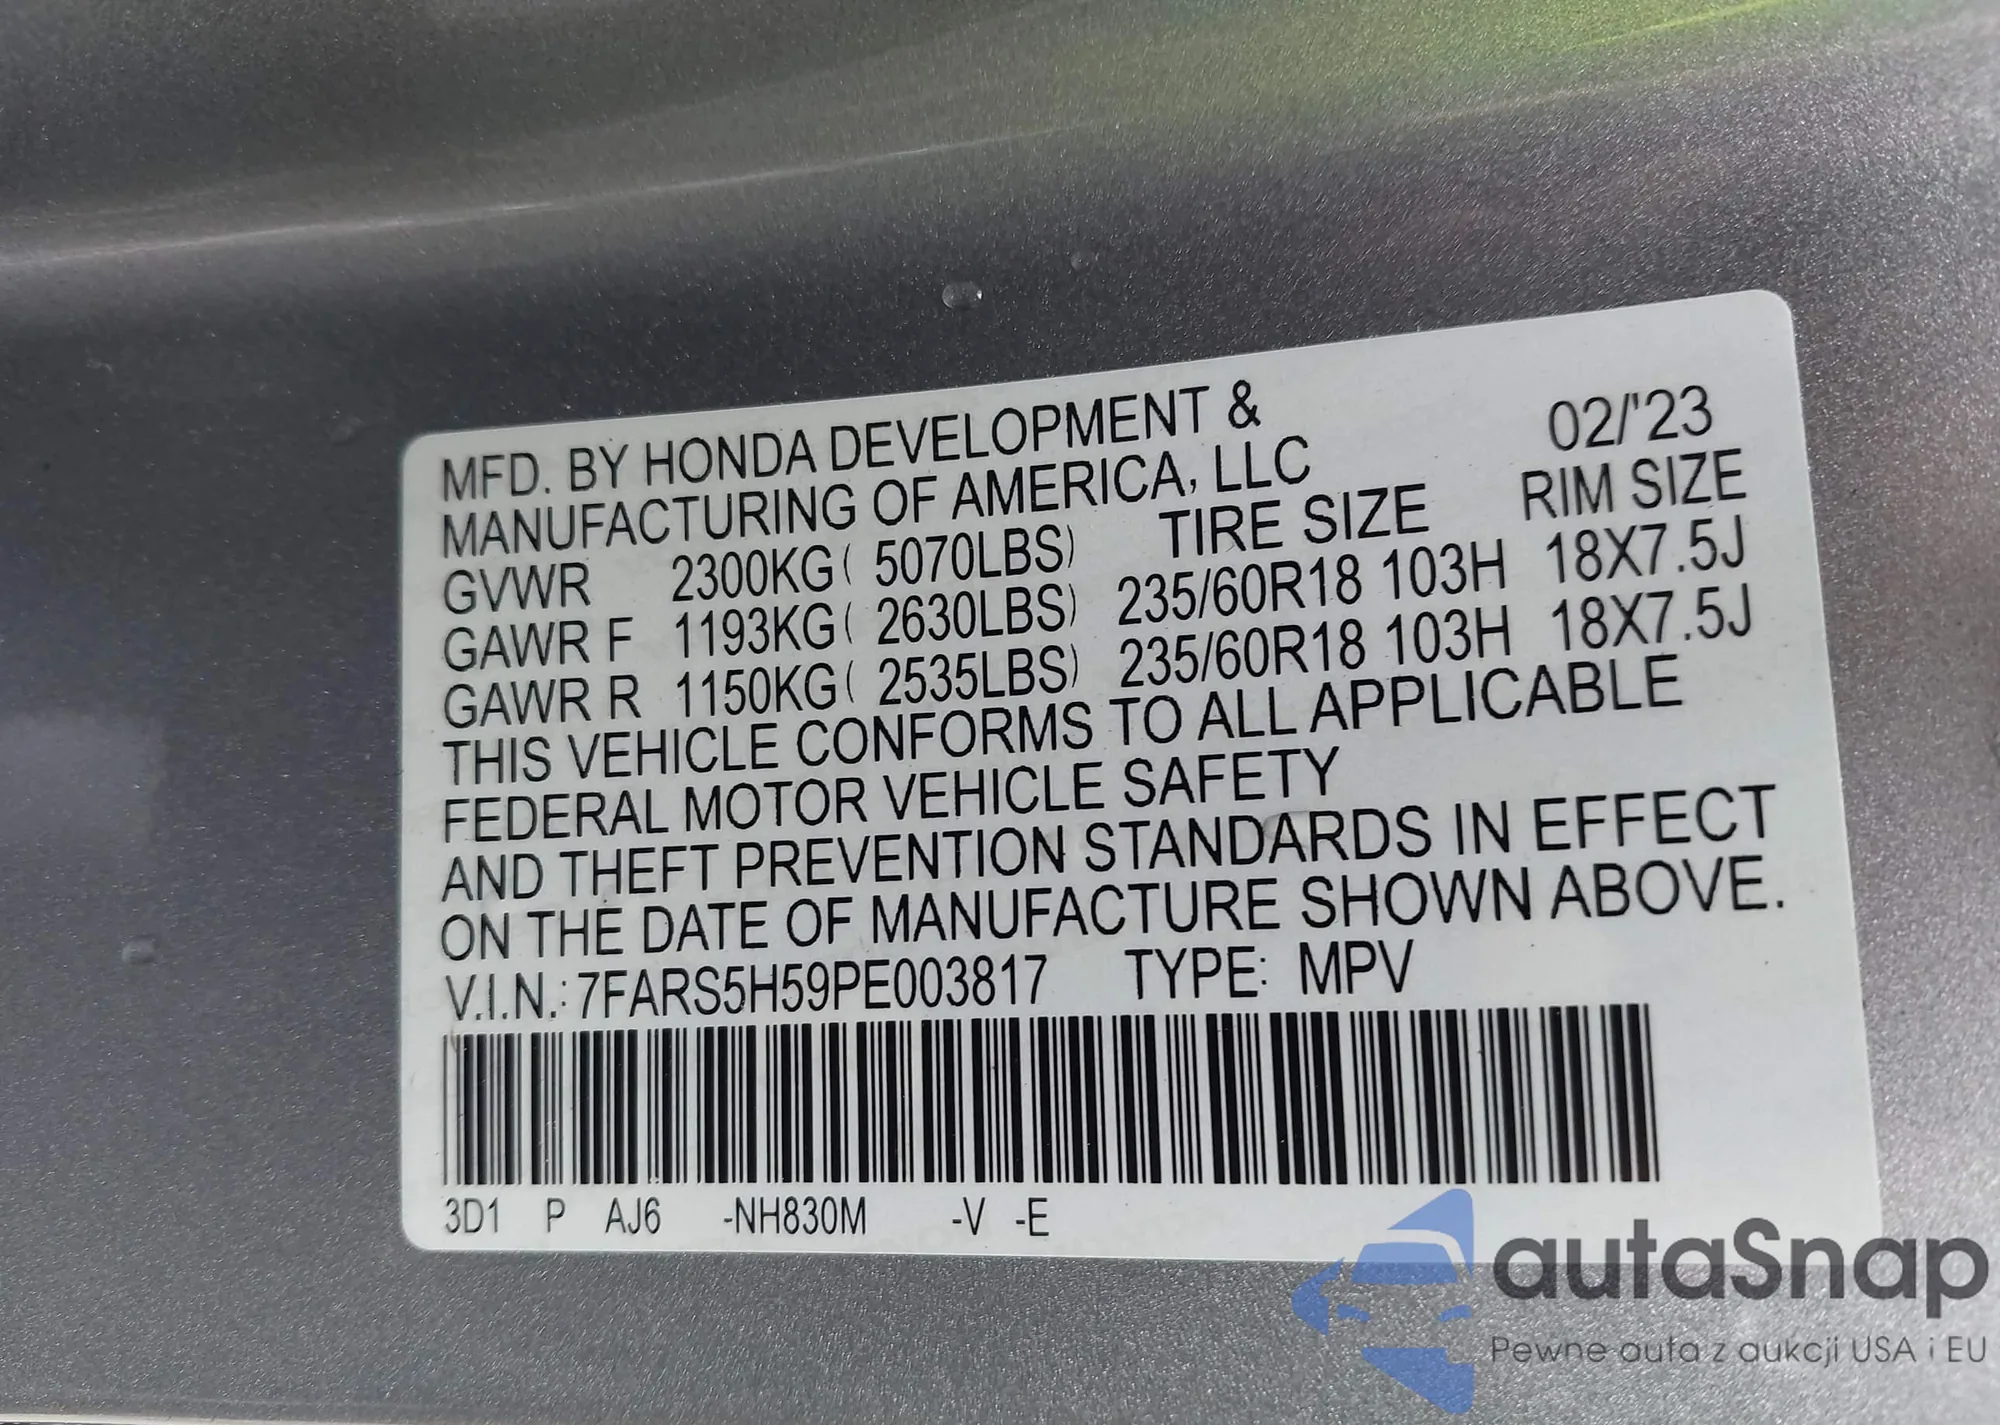 MFD. BY HONDA DEVELOPMENT & 02/'23
MANUFACTURING OF AMERICA, LLC
TIRE SIZE RIM SIZE
GVWR 2300KG( 5070LBS)
GAWR F 1193KG( 2630LBS) 235/60R18 103H 18X7.5J
GAWR R 1150KG( 2535LBS) 235/60R18 103H 18X7.5J
THIS VEHICLE CONFORMS TO ALL APPLICABLE
FEDERAL MOTOR VEHICLE SAFETY
AND THEFT PREVENTION STANDARDS IN EFFECT
ON THE DATE OF MANUFACTURE SHOWN ABOVE.
V.I.N.: 7FARS5H59PE003817 TYPE: MPV
3D1 P AJ6 -NH830M -V -E
autaSnap
Pewne auta z aukcji USA i EU